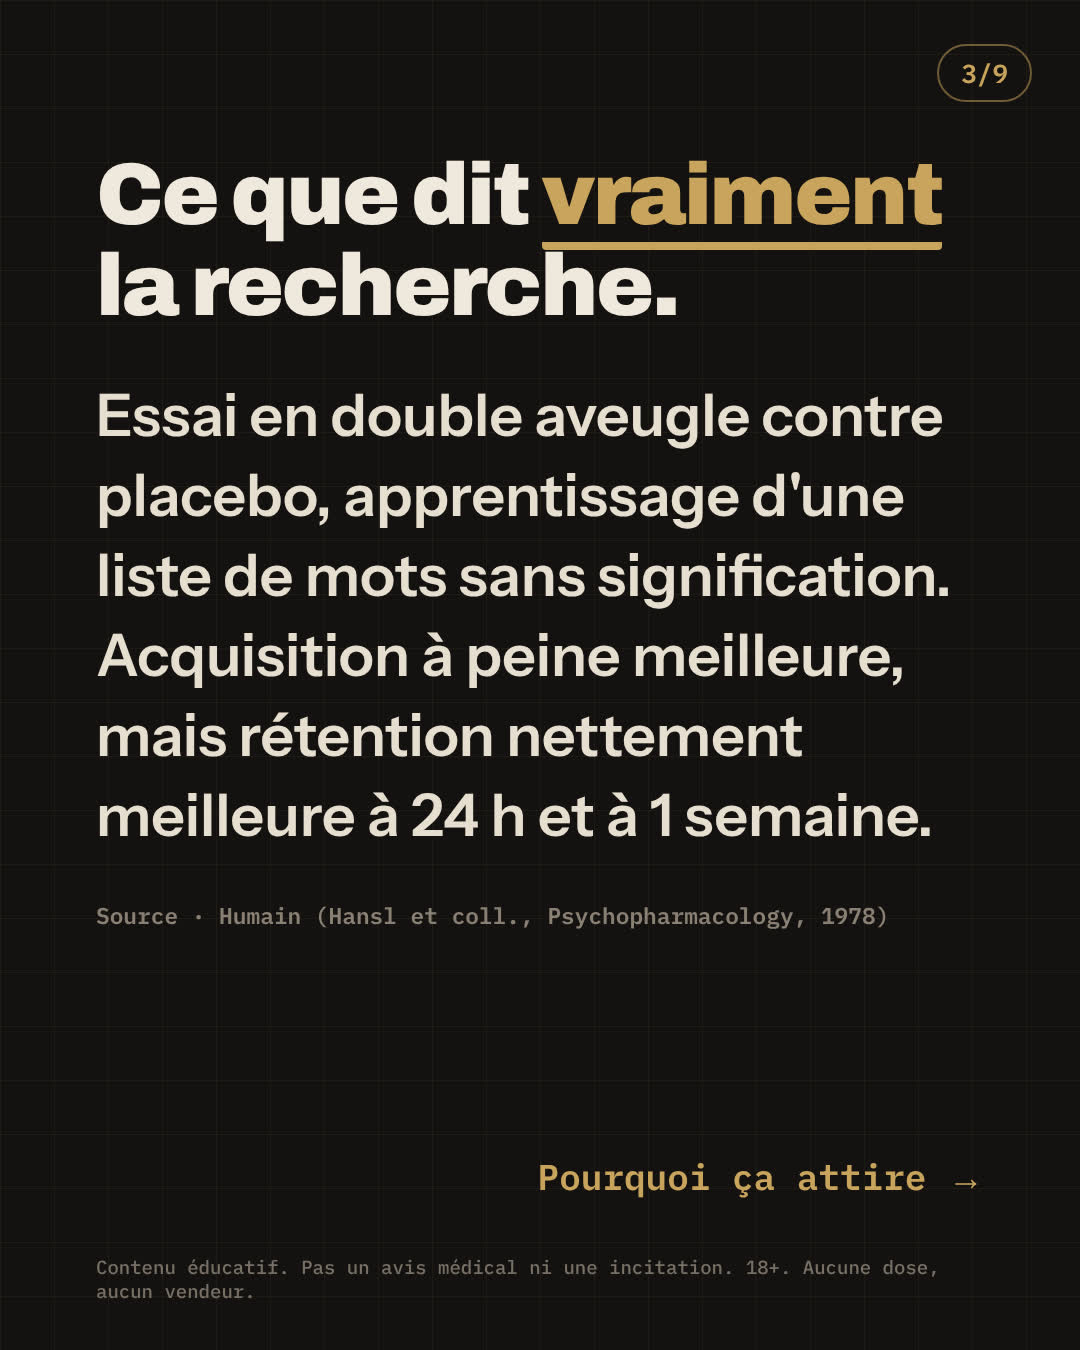 3/9
Ce que dit vraiment
la recherche.
Essai en double aveugle contre
placebo, apprentissage d'une
liste de mots sans signification.
Acquisition à peine meilleure,
mais rétention nettement
meilleure à 24 h et à 1 semaine.
Source · Humain (Hansl et coll., Psychopharmacology, 1978)
Pourquoi ça attire →
Contenu éducatif. Pas un avis médical ni une incitation. 18+. Aucune dose,
aucun vendeur.